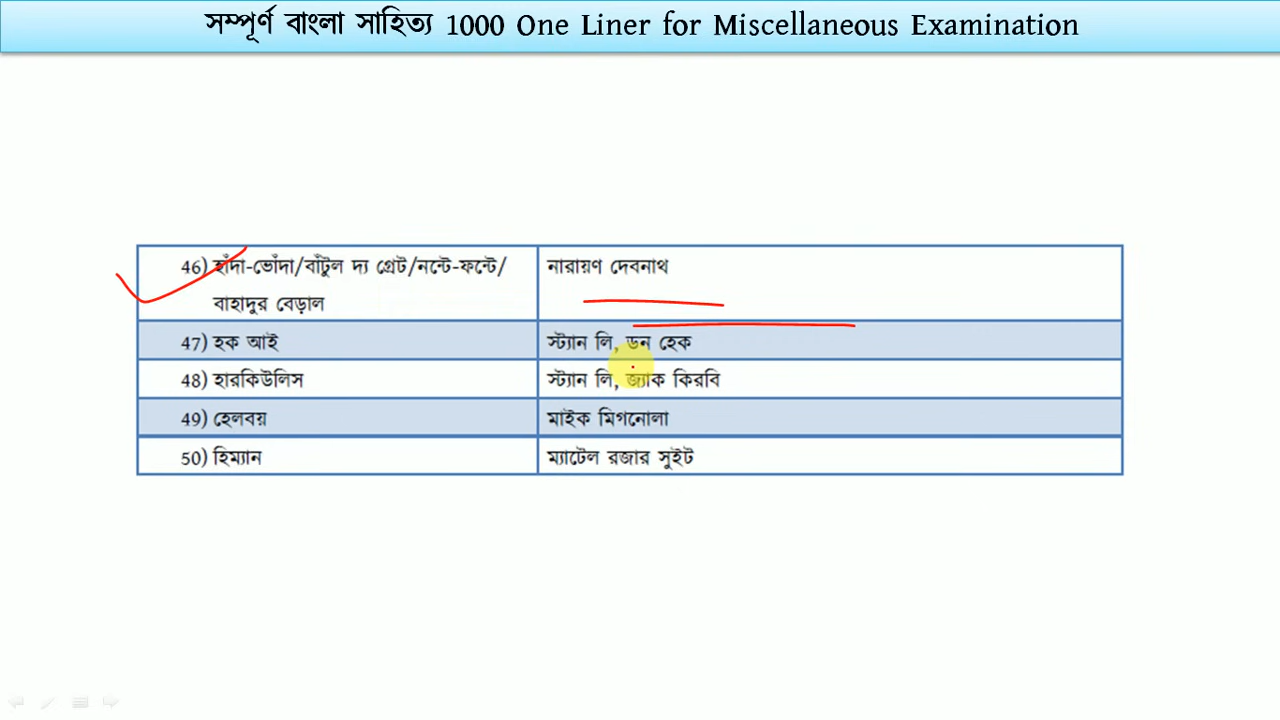 সম্পূর্ণ বাংলা সাহিত্য 1000 One Liner for Miscellaneous Examination
46) হাঁদা-ভোঁদা/বাঁটুল দ্য গ্রেট/নন্টে-ফন্টে/ নারায়ণ দেবনাথ
বাহাদুর বেড়াল
47) হক আই স্ট্যান লি, ডন হেক
48) হারকিউলিস স্ট্যান লি, জ্যাক কিরবি
49) হেলবয় মাইক মিগনোলা
50) হিম্যান ম্যাটেল রজার সুইট